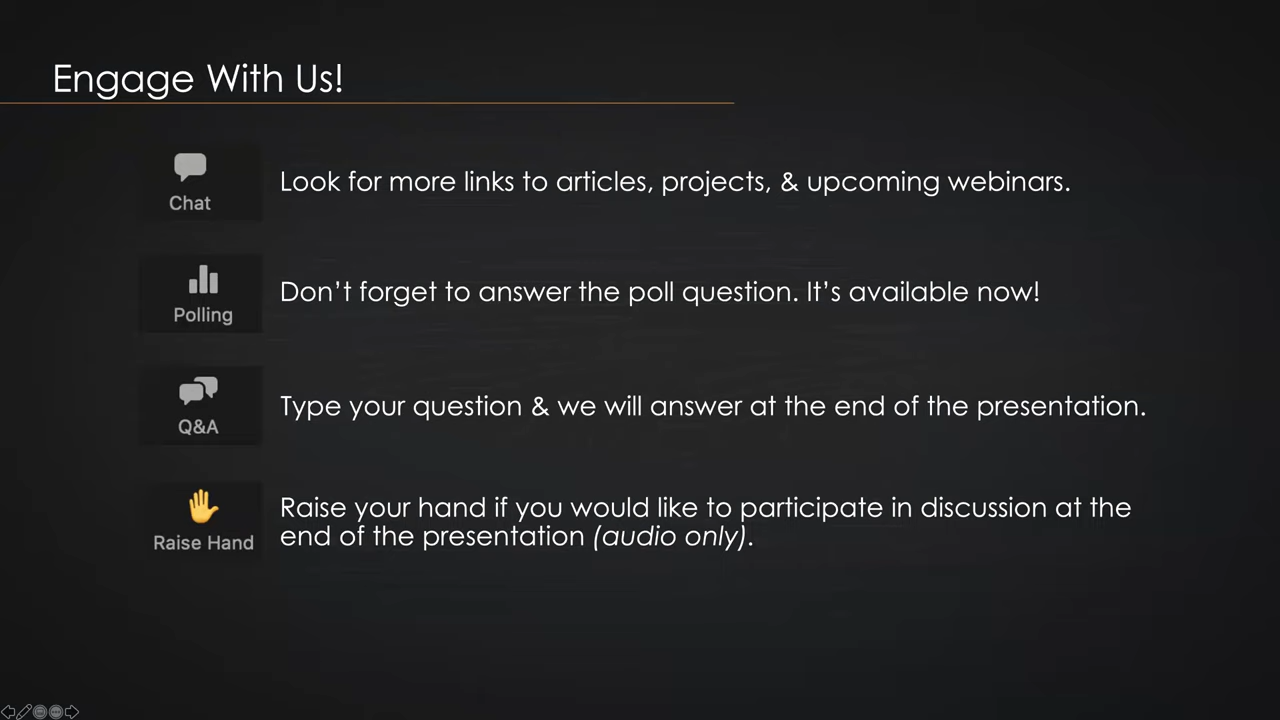 Engage With Us!
Chat
Look for more links to articles, projects, & upcoming webinars.
Polling
Don’t forget to answer the poll question. It’s available now!
Q&A
Type your question & we will answer at the end of the presentation.
Raise Hand
Raise your hand if you would like to participate in discussion at the
end of the presentation (audio only).